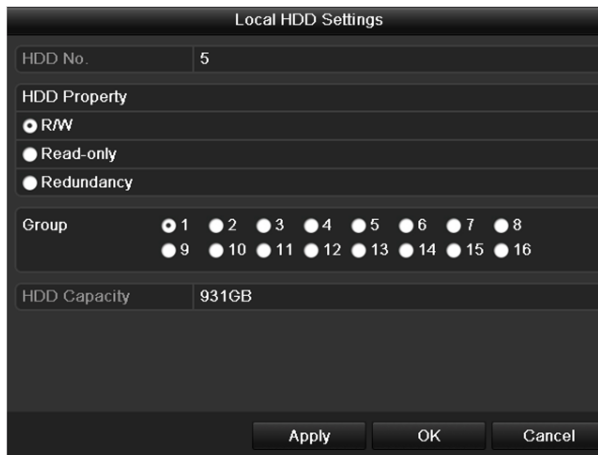 Local HDD Settings
HDD No. 5
HDD Property
R/W
Read-only
Redundancy
Group 1 2 3 4 5 6 7 8
9 10 11 12 13 14 15 16
HDD Capacity 931GB
Apply OK Cancel